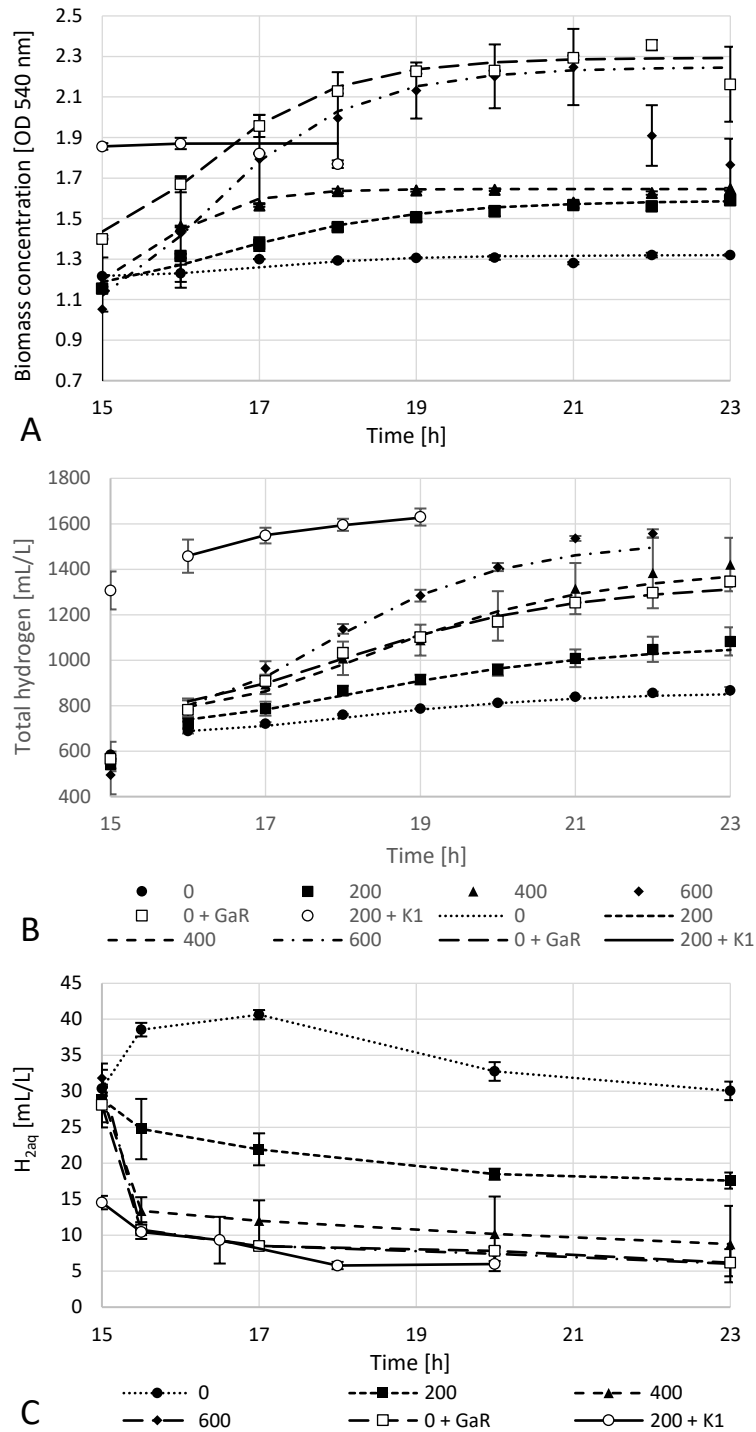 2.5
2.3
2.1
1.9
1.7
1.5
1.3
1.1
0.9
0.7
Biomass concentration [OD 540 nm]
15 17 19 21 23
Time [h]
A
1800
1600
1400
1200
1000
800
600
400
Total hydrogen [mL/L]
15 17 19 21 23
Time [h]
0 200 400 600
0 + GaR 200 + K1 0 200
400 600 0 + GaR 200 + K1
B
45
40
35
30
25
20
15
10
5
0
H2aq [mL/L]
15 17 19 21 23
Time [h]
0 200 400
600 0 + GaR 200 + K1
C